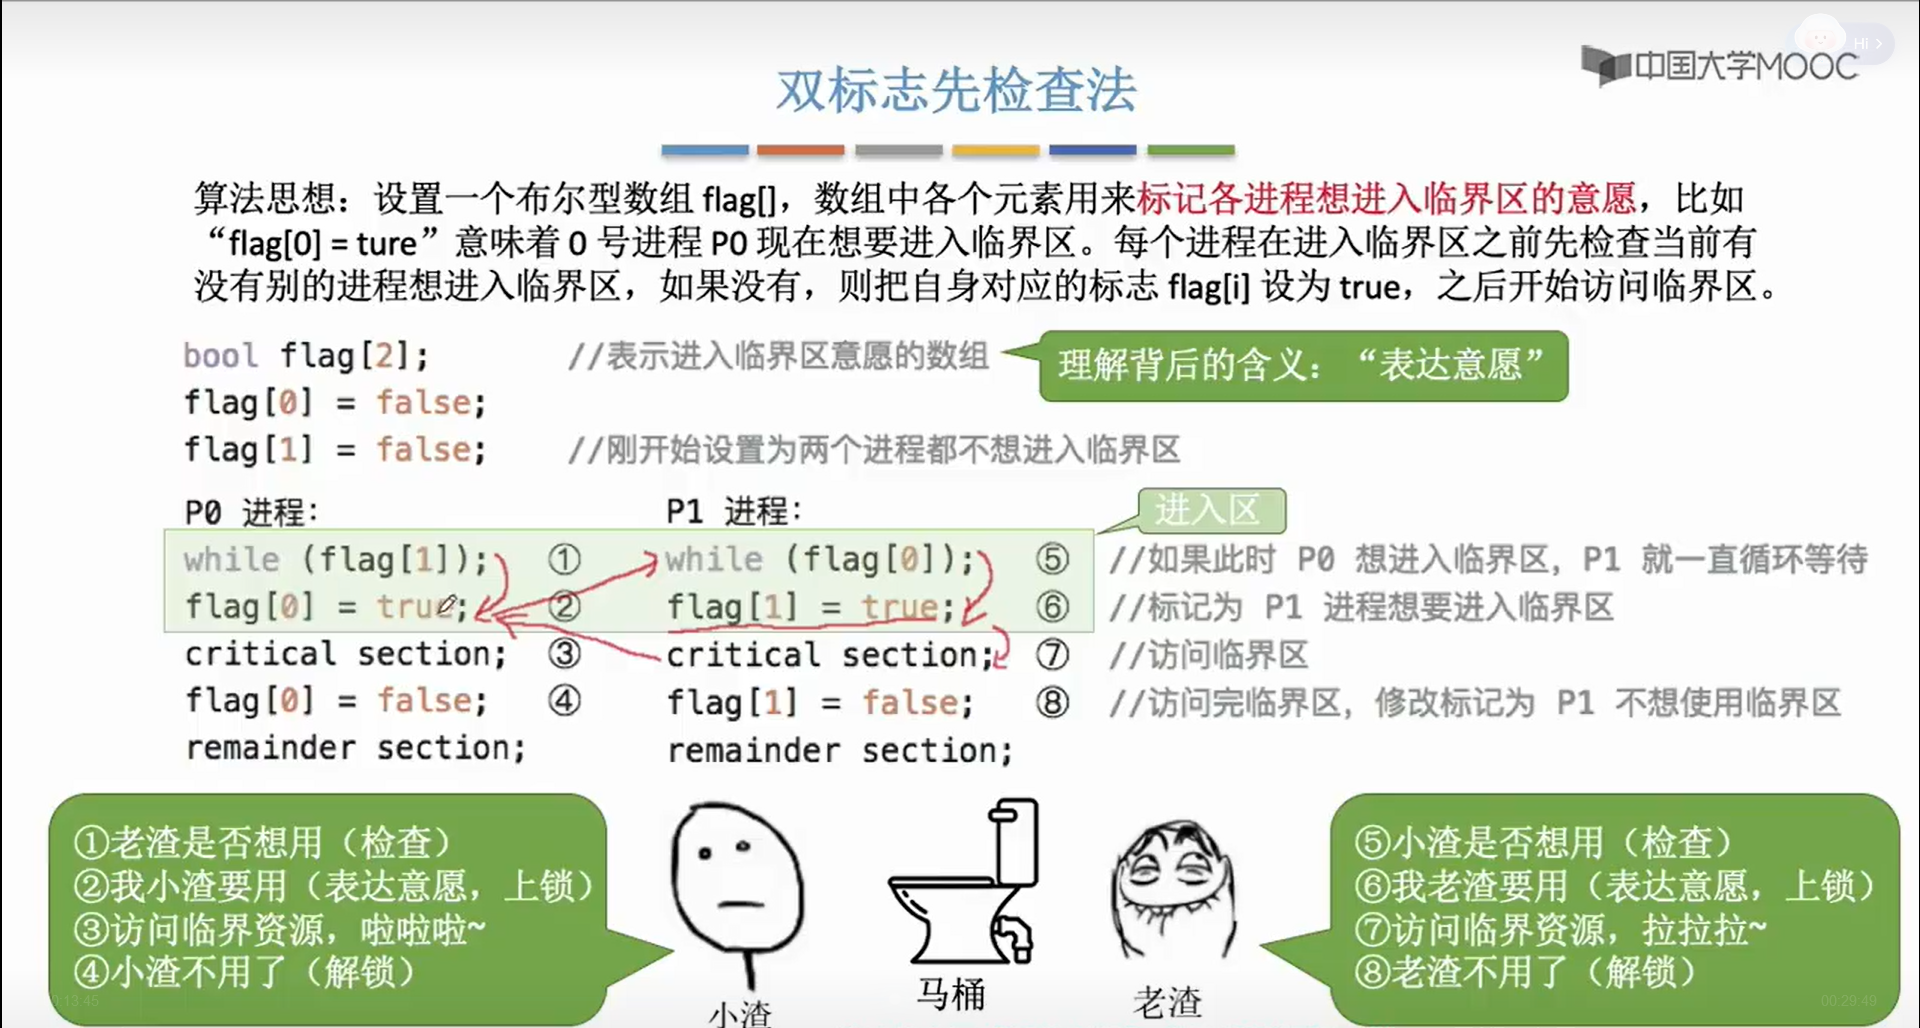 Hi >
中国大学MOOC
双标志先检查法
算法思想：设置一个布尔型数组 flag[]，数组中各个元素用来标记各进程想进入临界区的意愿，比如
“flag[0] = ture”意味着 0 号进程 P0 现在想要进入临界区。每个进程在进入临界区之前先检查当前有
没有别的进程想进入临界区，如果没有，则把自身对应的标志 flag[i] 设为 true，之后开始访问临界区。
bool flag[2]; //表示进入临界区意愿的数组
理解背后的含义：“表达意愿”
flag[0] = false;
flag[1] = false; //刚开始设置为两个进程都不想进入临界区
P0 进程：
P1 进程：
进入区
while (flag[1]); ① while (flag[0]); ⑤ //如果此时 P0 想进入临界区，P1 就一直循环等待
flag[0] = true; ② flag[1] = true; ⑥ //标记为 P1 进程想要进入临界区
critical section; ③ critical section; ⑦ //访问临界区
flag[0] = false; ④ flag[1] = false; ⑧ //访问完临界区，修改标记为 P1 不想使用临界区
remainder section; remainder section;
①老渣是否想用（检查）
②我小渣要用（表达意愿，上锁）
③访问临界资源，啦啦啦~
④小渣不用了（解锁）
小渣
马桶
老渣
⑤小渣是否想用（检查）
⑥我老渣要用（表达意愿，上锁）
⑦访问临界资源，拉拉拉~
⑧老渣不用了（解锁）
0:13:45
00:29:49